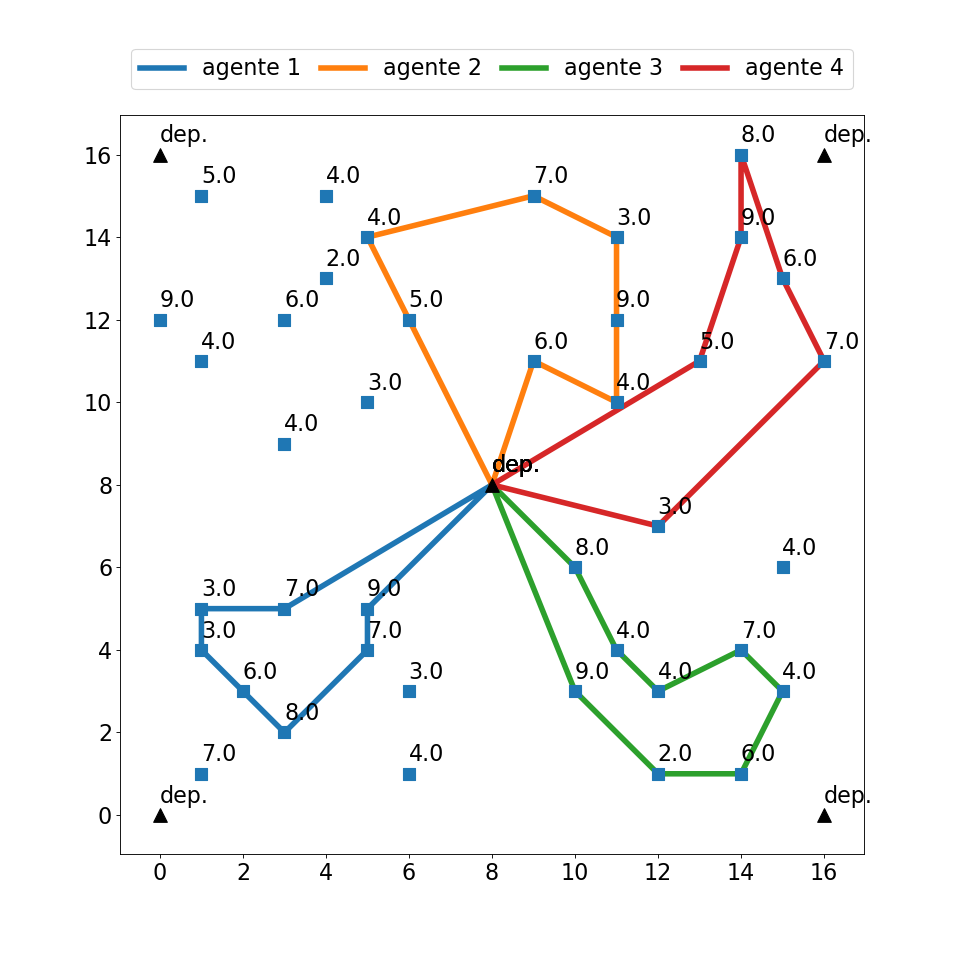 agente 1 agente 2 agente 3 agente 4
dep. 8.0 dep.
16
5.0 4.0 7.0
4.0 3.0 9.0
14
2.0 6.0
9.0 6.0 5.0 9.0
12
4.0 6.0 5.0 7.0
3.0 4.0
10
4.0
dep. dep.
8
3.0
8.0 4.0
6
3.0 7.0 9.0
3.0 7.0 4.0 7.0
4
6.0 3.0 9.0 4.0 4.0
8.0
2
7.0 4.0 2.0 6.0
dep. dep.
0
0 2 4 6 8 10 12 14 16